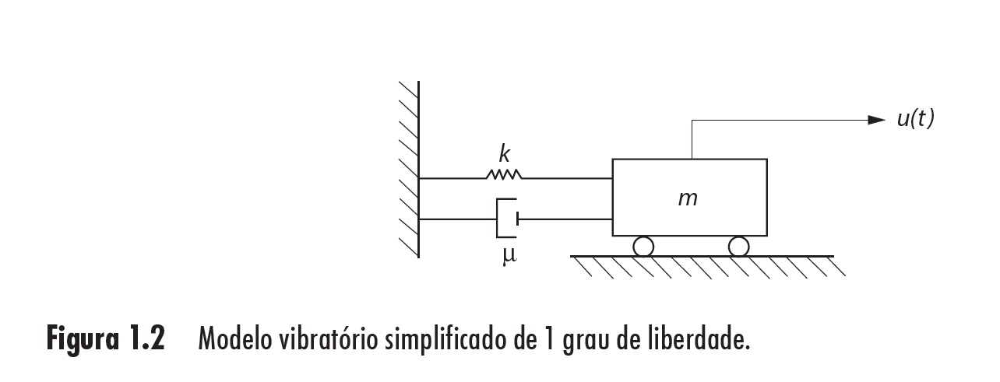 u(t)
k
m
μ
Figura 1.2 Modelo vibratório simplificado de 1 grau de liberdade.